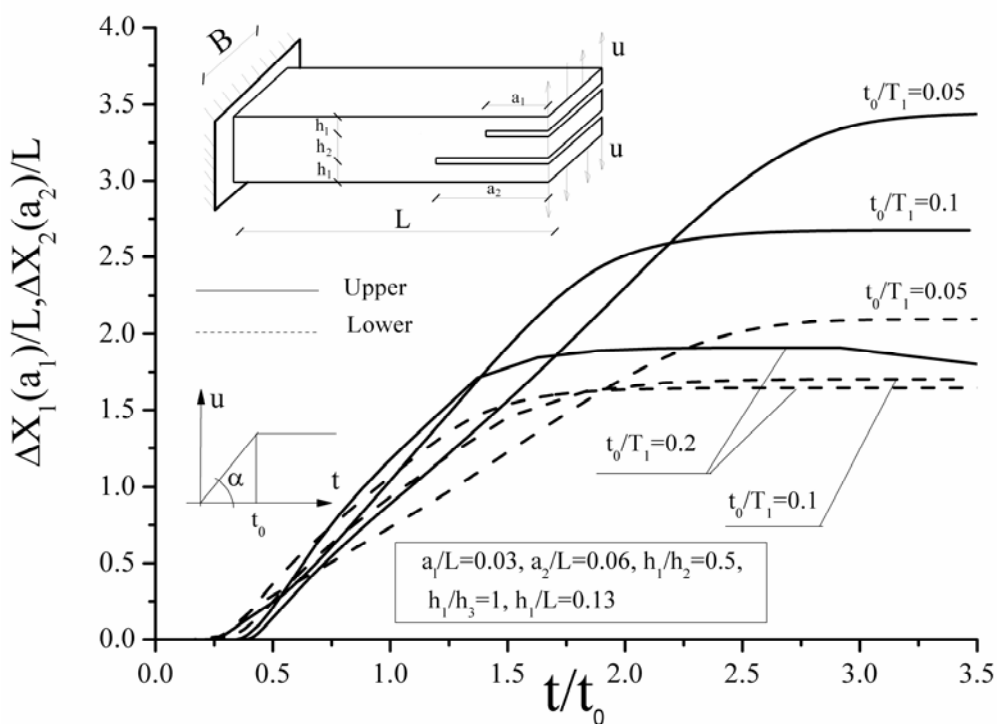 ΔX₁(a₁)/L,ΔX₂(a₂)/L
4.0
3.5
3.0
2.5
2.0
1.5
1.0
0.5
0.0
0.0
0.5
1.0
1.5
2.0
2.5
3.0
3.5
t/t₀
B
u
a₁
h₁
h₂
h₁
u
a₂
L
t₀/T₁=0.05
t₀/T₁=0.1
t₀/T₁=0.05
Upper
Lower
u
α
t
t₀
t₀/T₁=0.2
t₀/T₁=0.1
a₁/L=0.03, a₂/L=0.06, h₁/h₂=0.5,
h₁/h₃=1, h₁/L=0.13